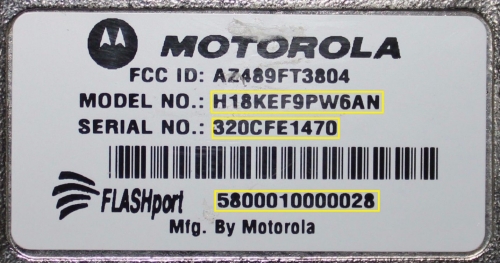 MOTOROLA
FCC ID: AZ489FT3804
MODEL NO.: H18KEF9PW6AN
SERIAL NO.: 320CFE1470
FLASHport 5800010000028
Mfg. By Motorola